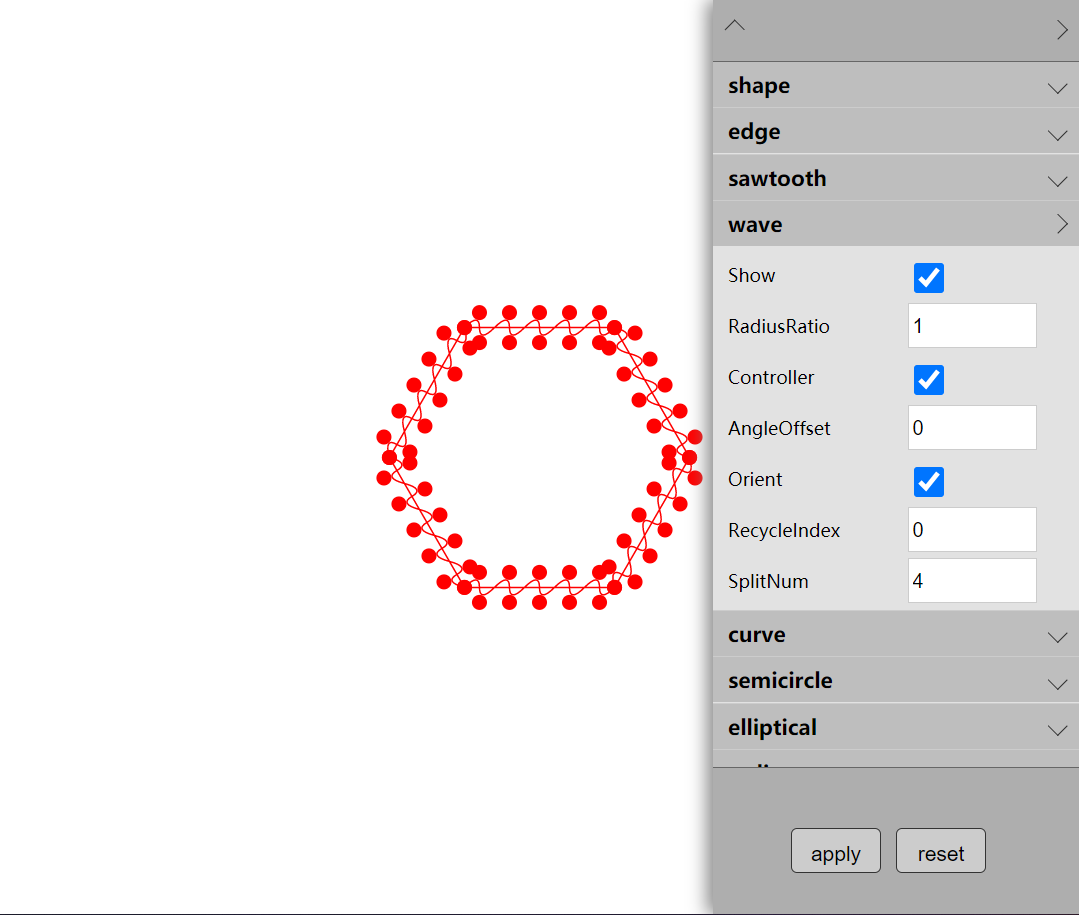 shape
edge
sawtooth
wave
Show
RadiusRatio 1
Controller
AngleOffset 0
Orient
RecycleIndex 0
SplitNum 4
curve
semicircle
elliptical
apply reset